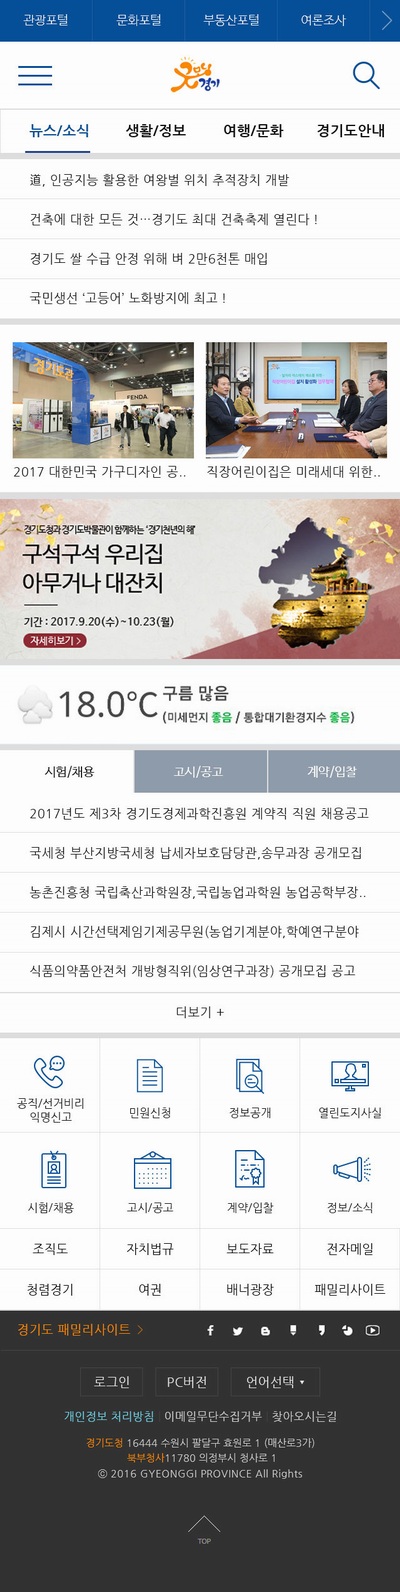 관광포털 문화포털 부동산포털 여론조사
굿모닝
경기
뉴스/소식 생활/정보 여행/문화 경기도안내
道, 인공지능 활용한 여왕벌 위치 추적장치 개발
건축에 대한 모든 것…경기도 최대 건축축제 열린다 !
경기도 쌀 수급 안정 위해 벼 2만6천톤 매입
국민생선 ‘고등어’ 노화방지에 최고 !
경기도관
FENDA
2017 대한민국 가구디자인 공..
직장어린이집은 미래세대 위한..
경기도청과 경기도박물관이 함께하는 '경기천년의 해'
구석구석 우리집
아무거나 대잔치
기간 : 2017.9.20(수)~10.23(월)
자세히보기 >
18.0°C 구름 많음
(미세먼지 좋음 / 통합대기환경지수 좋음)
시험/채용 고시/공고 계약/입찰
2017년도 제3차 경기도경제과학진흥원 계약직 직원 채용공고
국세청 부산지방국세청 납세자보호담당관,송무과장 공개모집
농촌진흥청 국립축산과학원장,국립농업과학원 농업공학부장..
김제시 시간선택제임기제공무원(농업기계분야,학예연구분야
식품의약품안전처 개방형직위(임상연구과장) 공개모집 공고
더보기 +
공직/선거비리
익명신고
민원신청
정보공개
열린도지사실
시험/채용 고시/공고 계약/입찰 정보/소식
조직도 자치법규 보도자료 전자메일
청렴경기 여권 배너광장 패밀리사이트
경기도 패밀리사이트 >
로그인 PC버전 언어선택 ▾
개인정보 처리방침 | 이메일무단수집거부 | 찾아오시는길
경기도청 16444 수원시 팔달구 효원로 1 (매산로3가)
북부청사11780 의정부시 청사로 1
ⓒ 2016 GYEONGGI PROVINCE All Rights
TOP